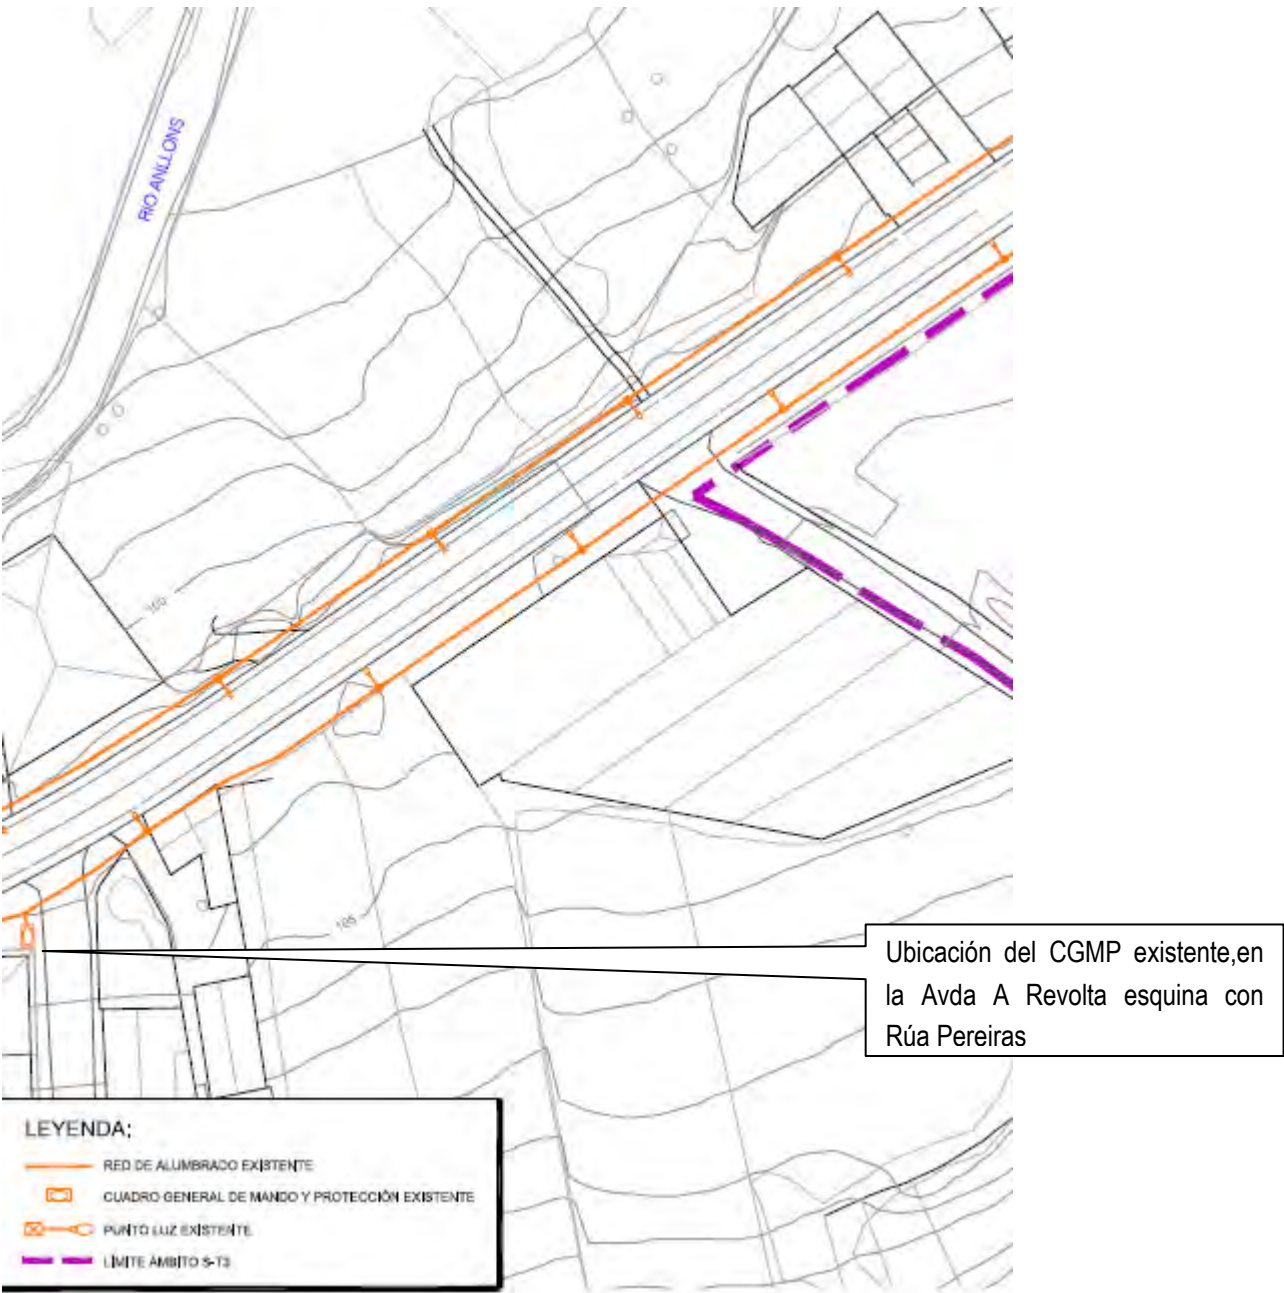 RIO ANLLONS
100
105
Ubicación del CGMP existente,en
la Avda A Revolta esquina con
Rúa Pereiras
LEYENDA:
RED DE ALUMBRADO EXISTENTE
CUADRO GENERAL DE MANDO Y PROTECCIÓN EXISTENTE
PUNTO LUZ EXISTENTE
LÍMITE ÁMBITO S-T3